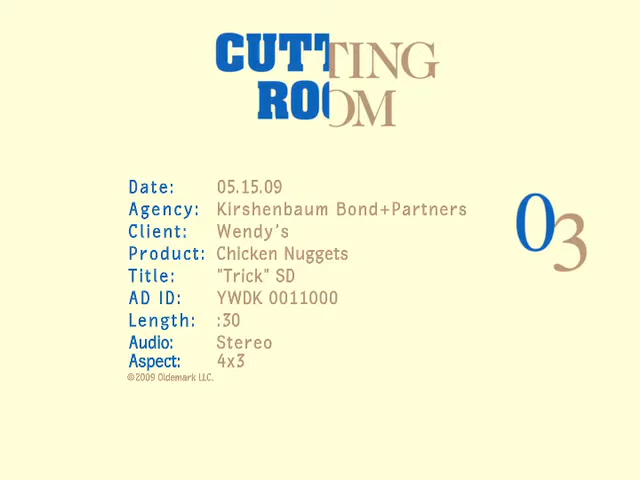 CUTTING
ROOM
Date: 05.15.09
Agency: Kirshenbaum Bond+Partners
Client: Wendy's
Product: Chicken Nuggets
Title: "Trick" SD
AD ID: YWDK 0011000
Length: :30
Audio: Stereo
Aspect: 4x3
©2009 Oldemark LLC.
03